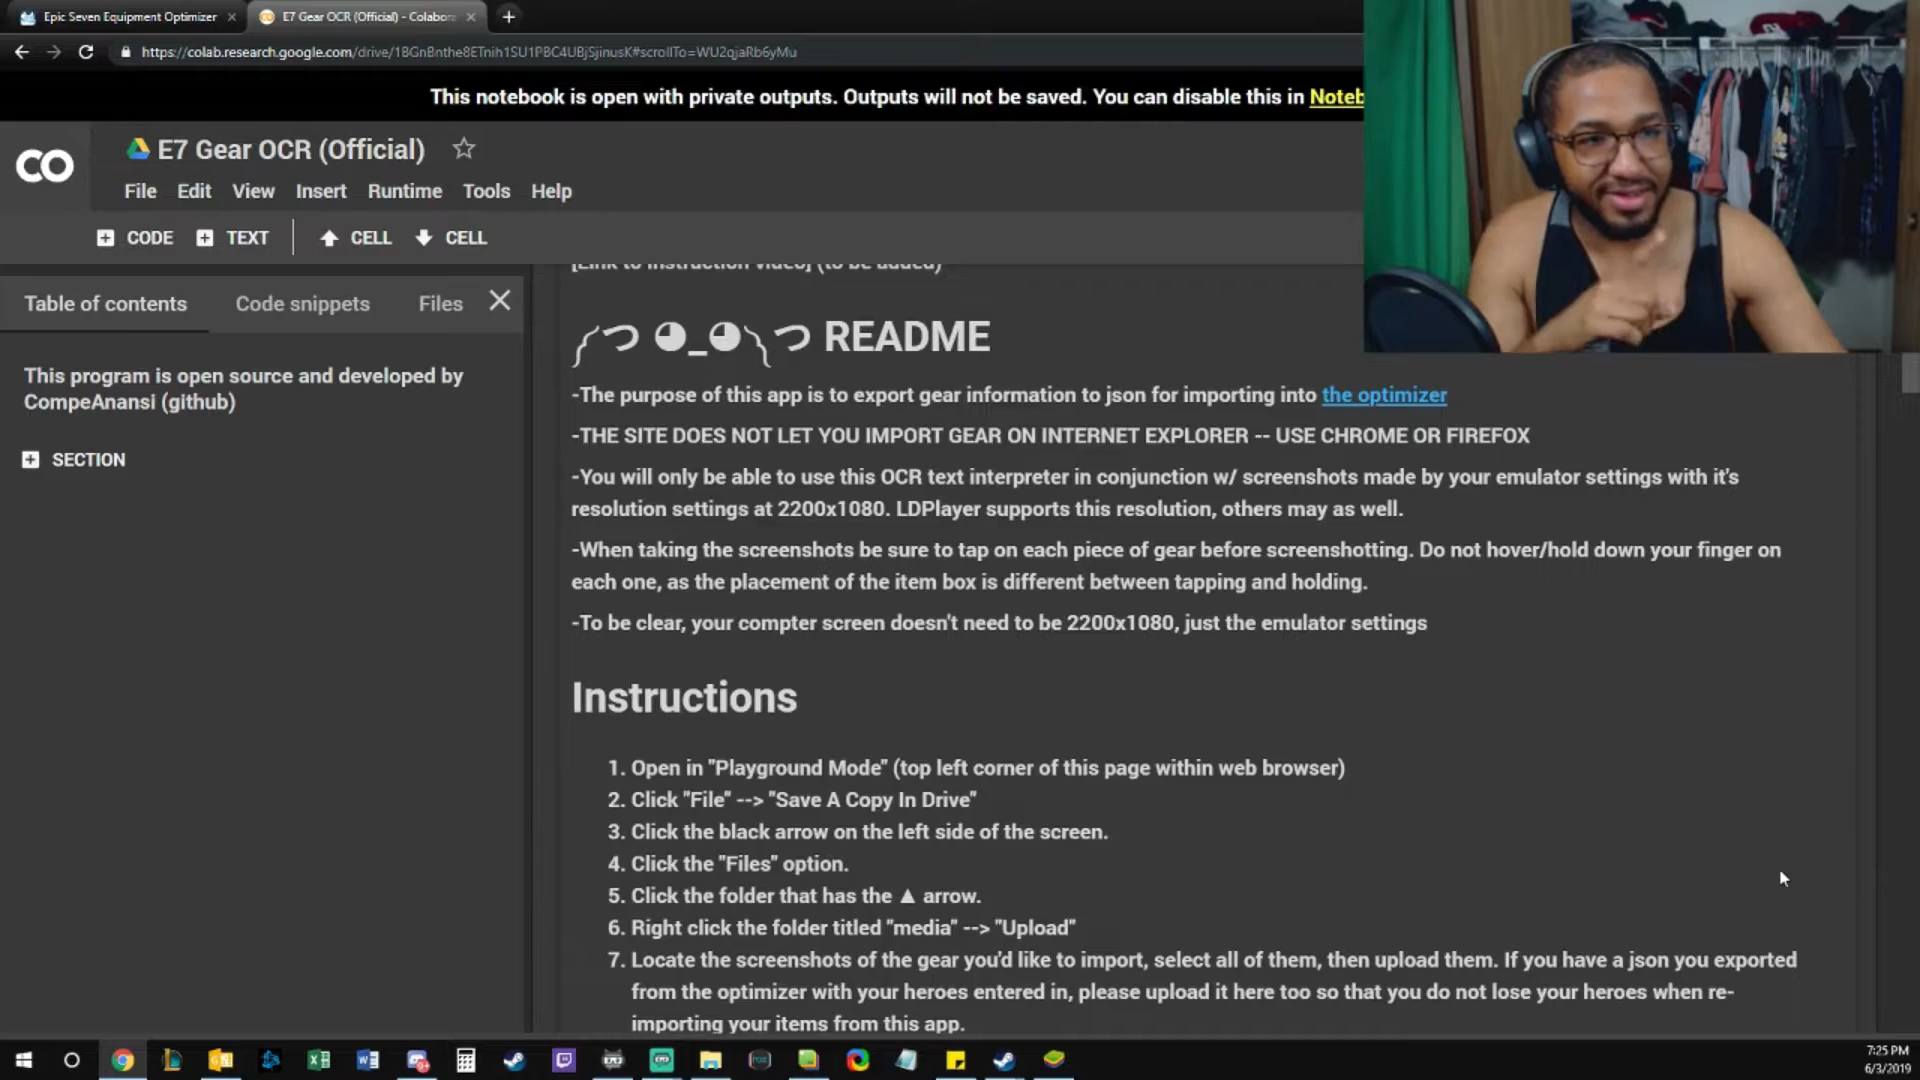 Epic Seven Equipment Optimizer
E7 Gear OCR (Official) - Colabora
https://colab.research.google.com/drive/18GnBnthe8ETnih1SU1PBC4UBjSjinusK#scrollTo=WU2qjaRb6yMu
This notebook is open with private outputs. Outputs will not be saved. You can disable this in Noteb
CO
E7 Gear OCR (Official)
File Edit View Insert Runtime Tools Help
CODE TEXT CELL CELL
[Link to instruction video] (to be added)
Table of contents Code snippets Files
This program is open source and developed by
CompeAnansi (github)
SECTION
༼つ ◕_◕༽つ README
-The purpose of this app is to export gear information to json for importing into the optimizer
-THE SITE DOES NOT LET YOU IMPORT GEAR ON INTERNET EXPLORER -- USE CHROME OR FIREFOX
-You will only be able to use this OCR text interpreter in conjunction w/ screenshots made by your emulator settings with it's
resolution settings at 2200x1080. LDPlayer supports this resolution, others may as well.
-When taking the screenshots be sure to tap on each piece of gear before screenshotting. Do not hover/hold down your finger on
each one, as the placement of the item box is different between tapping and holding.
-To be clear, your compter screen doesn't need to be 2200x1080, just the emulator settings
Instructions
1. Open in "Playground Mode" (top left corner of this page within web browser)
2. Click "File" --> "Save A Copy In Drive"
3. Click the black arrow on the left side of the screen.
4. Click the "Files" option.
5. Click the folder that has the ▲ arrow.
6. Right click the folder titled "media" --> "Upload"
7. Locate the screenshots of the gear you'd like to import, select all of them, then upload them. If you have a json you exported
from the optimizer with your heroes entered in, please upload it here too so that you do not lose your heroes when re-
importing your items from this app.
7:25 PM
6/3/2019